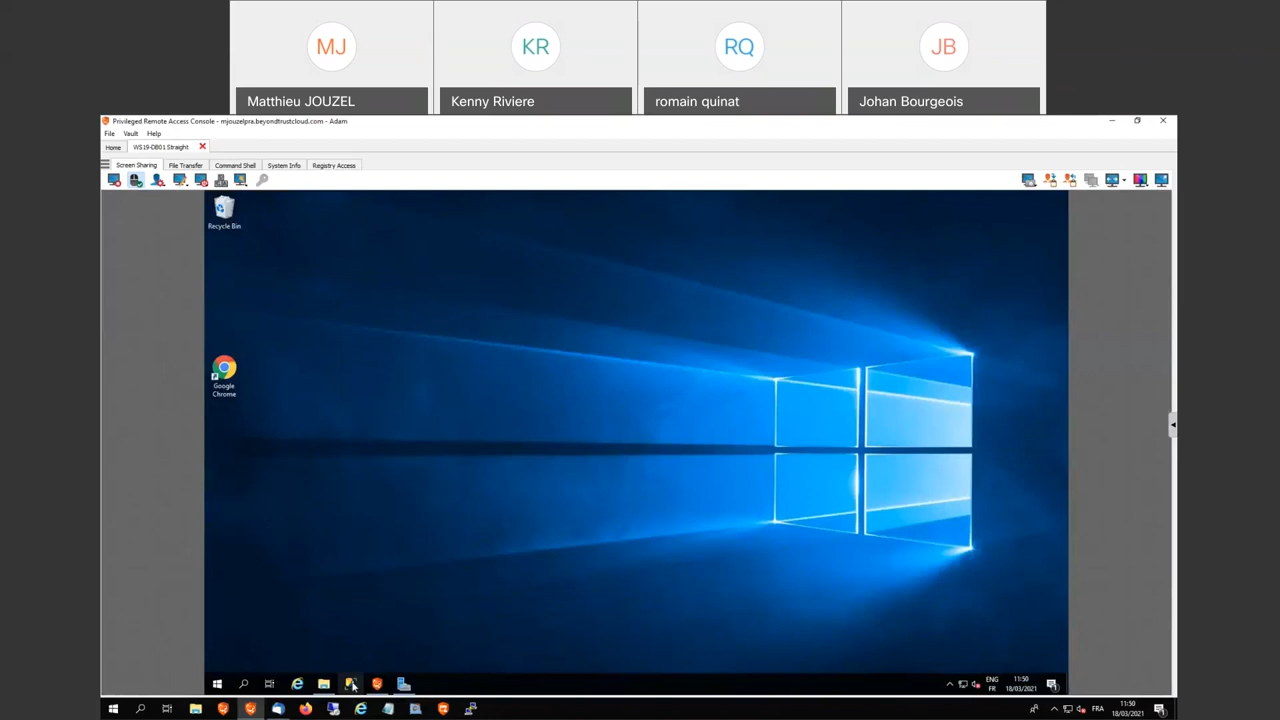 MJ
KR
RQ
JB
Matthieu JOUZEL
Kenny Riviere
romain quinat
Johan Bourgeois
Privileged Remote Access Console - mjouzelpra.beyondtrustcloud.com - Adam
File Vault Help
Home WS19-DB01 Straight
Screen Sharing File Transfer Command Shell System Info Registry Access
Recycle Bin
Google
Chrome
ENG 11:50
FR 18/03/2021
1
FRA
11:50
18/03/2021
1